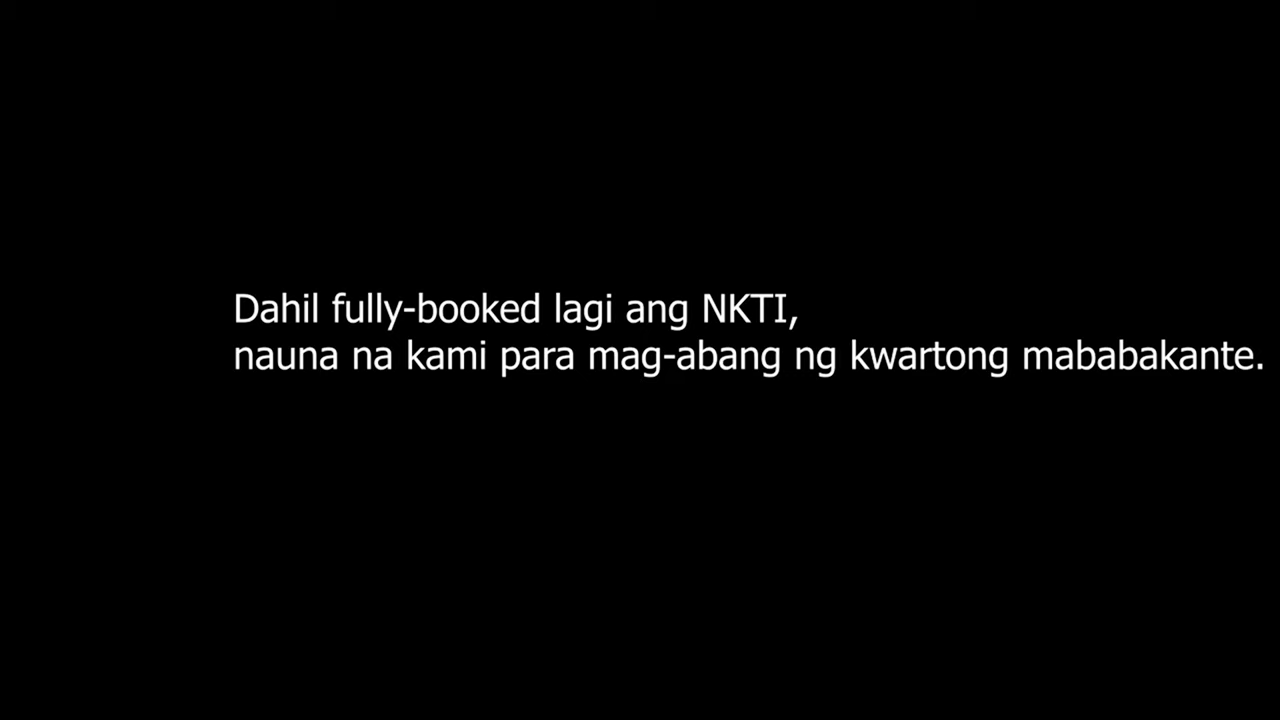 Dahil fully-booked lagi ang NKTI,
nauna na kami para mag-abang ng kwartong mababakante.